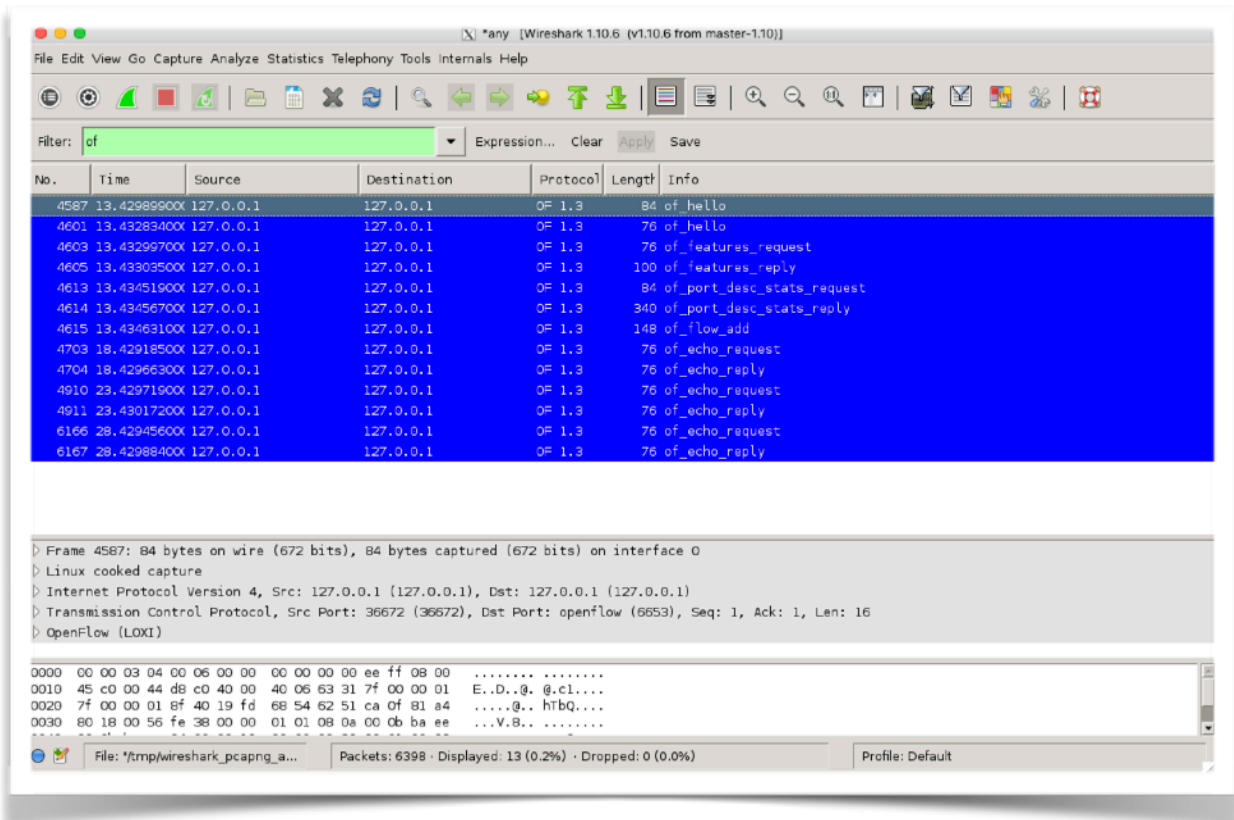 *any [Wireshark 1.10.6 (v1.10.6 from master-1.10)]
File Edit View Go Capture Analyze Statistics Telephony Tools Internals Help
Filter: of Expression... Clear Apply Save
No. Time Source Destination Protocol Length Info
4587 13.42989900( 127.0.0.1 127.0.0.1 OF 1.3 84 of_hello
4601 13.43283400( 127.0.0.1 127.0.0.1 OF 1.3 76 of_hello
4603 13.43299700( 127.0.0.1 127.0.0.1 OF 1.3 76 of_features_request
4605 13.43303500( 127.0.0.1 127.0.0.1 OF 1.3 100 of_features_reply
4613 13.43451900( 127.0.0.1 127.0.0.1 OF 1.3 84 of_port_desc_stats_request
4614 13.43456700( 127.0.0.1 127.0.0.1 OF 1.3 340 of_port_desc_stats_reply
4615 13.43463100( 127.0.0.1 127.0.0.1 OF 1.3 148 of_flow_add
4703 18.42918500( 127.0.0.1 127.0.0.1 OF 1.3 76 of_echo_request
4704 18.42966300( 127.0.0.1 127.0.0.1 OF 1.3 76 of_echo_reply
4910 23.42971900( 127.0.0.1 127.0.0.1 OF 1.3 76 of_echo_request
4911 23.43017200( 127.0.0.1 127.0.0.1 OF 1.3 76 of_echo_reply
6166 28.42945600( 127.0.0.1 127.0.0.1 OF 1.3 76 of_echo_request
6167 28.42988400( 127.0.0.1 127.0.0.1 OF 1.3 76 of_echo_reply
Frame 4587: 84 bytes on wire (672 bits), 84 bytes captured (672 bits) on interface 0
Linux cooked capture
Internet Protocol Version 4, Src: 127.0.0.1 (127.0.0.1), Dst: 127.0.0.1 (127.0.0.1)
Transmission Control Protocol, Src Port: 36672 (36672), Dst Port: openflow (6653), Seq: 1, Ack: 1, Len: 16
OpenFlow (LOXI)
0000 00 00 03 04 00 06 00 00 00 00 00 00 ee ff 08 00 ........ ........
0010 45 c0 00 44 d8 c0 40 00 40 06 63 31 7f 00 00 01 E..D..@. @.c1....
0020 7f 00 00 01 8f 40 19 fd 68 54 62 51 ca 0f 81 a4 .....@.. hTbQ....
0030 80 18 00 56 fe 38 00 00 01 01 08 0a 00 0b ba ee ...V.8.. ........
File: "/tmp/wireshark_pcapng_a... Packets: 6398 · Displayed: 13 (0.2%) · Dropped: 0 (0.0%) Profile: Default